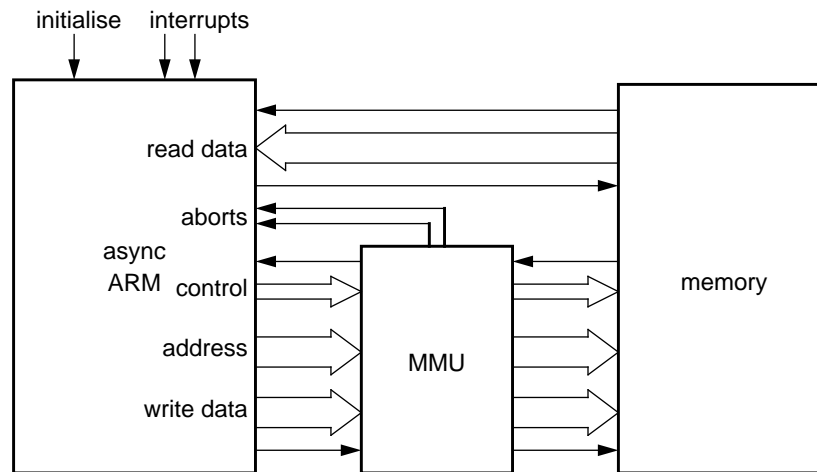 initialise interrupts
read data
aborts
async
ARM
control
memory
address
MMU
write data